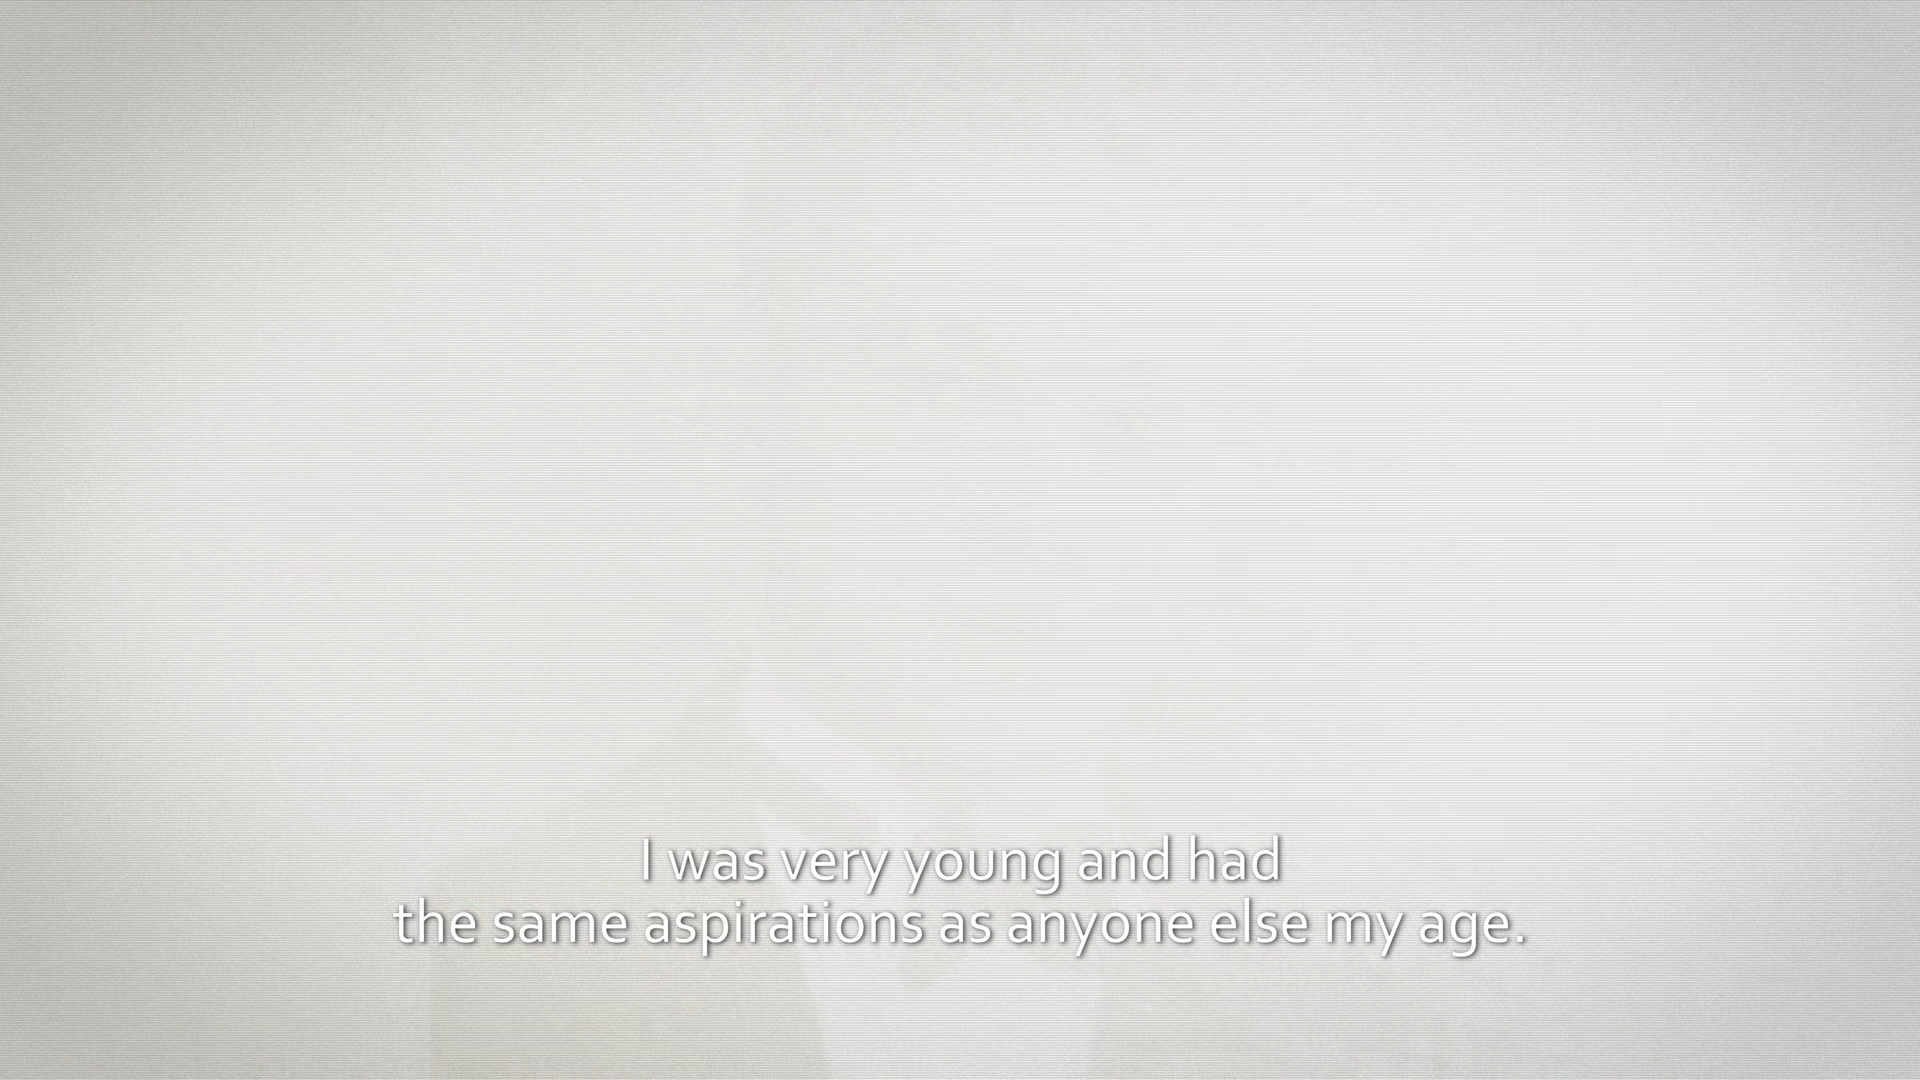 I was very young and had
the same aspirations as anyone else my age.